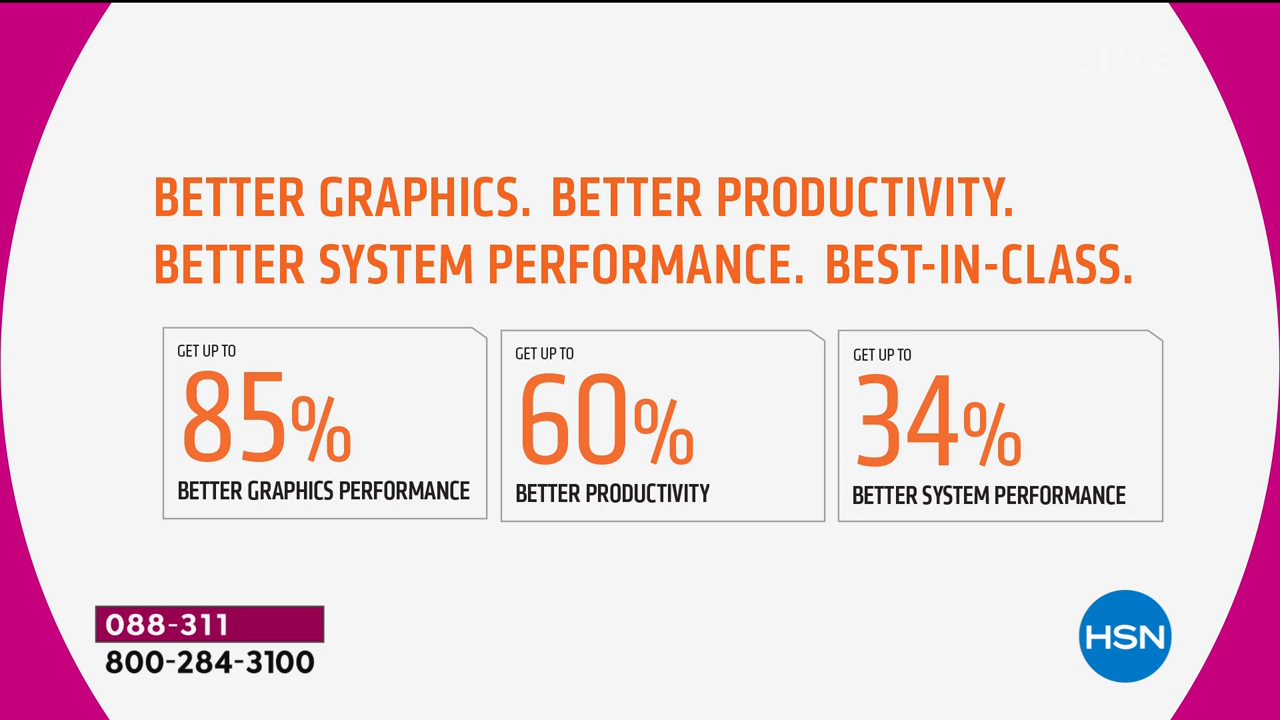 LIVE
BETTER GRAPHICS. BETTER PRODUCTIVITY.
BETTER SYSTEM PERFORMANCE. BEST-IN-CLASS.
GET UP TO
85%
BETTER GRAPHICS PERFORMANCE
GET UP TO
60%
BETTER PRODUCTIVITY
GET UP TO
34%
BETTER SYSTEM PERFORMANCE
088-311
800-284-3100
HSN